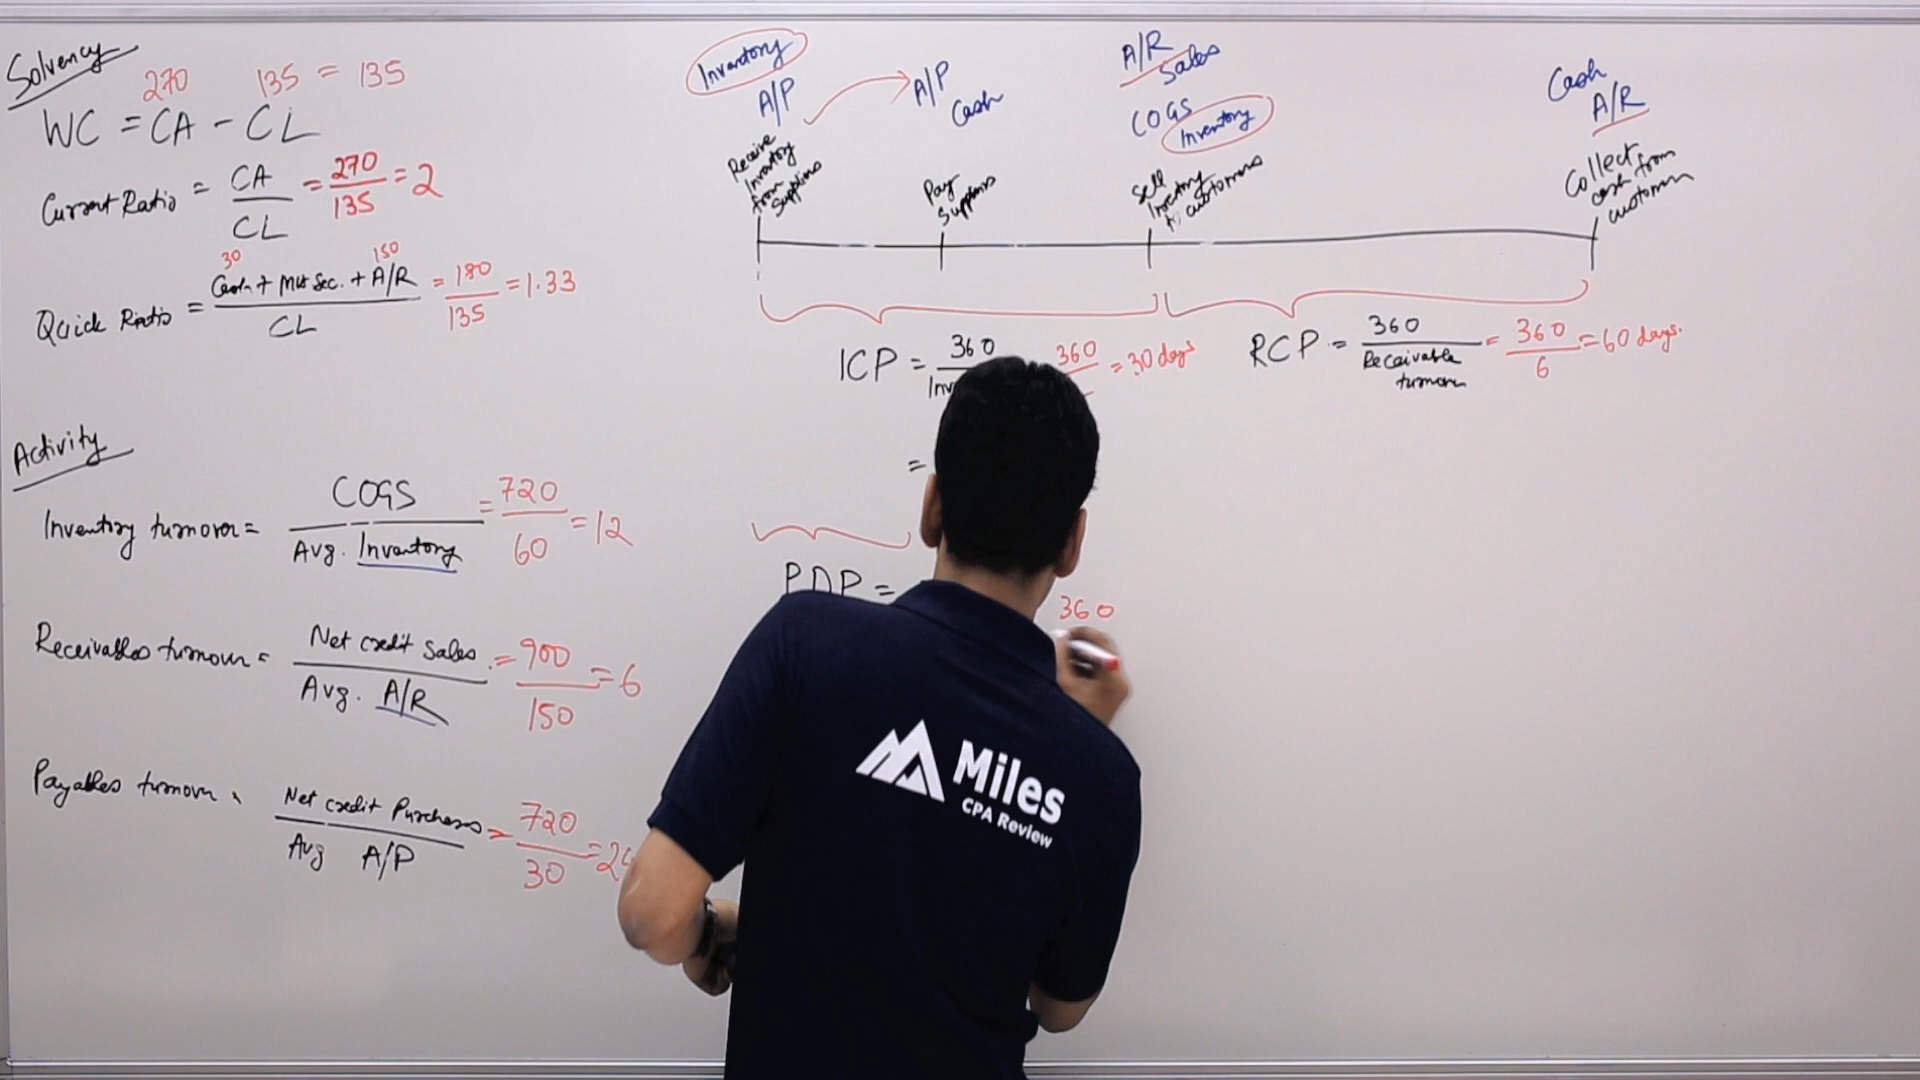 Solvency
270 135 = 135
WC = CA - CL
Current Ratio = CA / CL = 270 / 135 = 2
30 150
Quick Ratio = Cash + Mkt Sec. + A/R / CL = 180 / 135 = 1.33
Activity
Inventory turnover = COGS / Avg. Inventory = 720 / 60 = 12
Receivables turnover = Net credit sales / Avg. A/R = 900 / 150 = 6
Payables turnover = Net credit Purchases / Avg A/P = 720 / 30 = 24
Inventory
A/P
Receive
Inventory
from
Suppliers
A/P
Cash
Pay
Suppliers
A/R
Sales
COGS
Inventory
Sell
Inventory
to customers
Cash
A/R
Collect
cash from
customers
ICP = 360 / Inv 360 = 30 days
=
RCP = 360 / Receivable turnover = 360 / 6 = 60 days.
PDP =
360
Miles
CPA Review